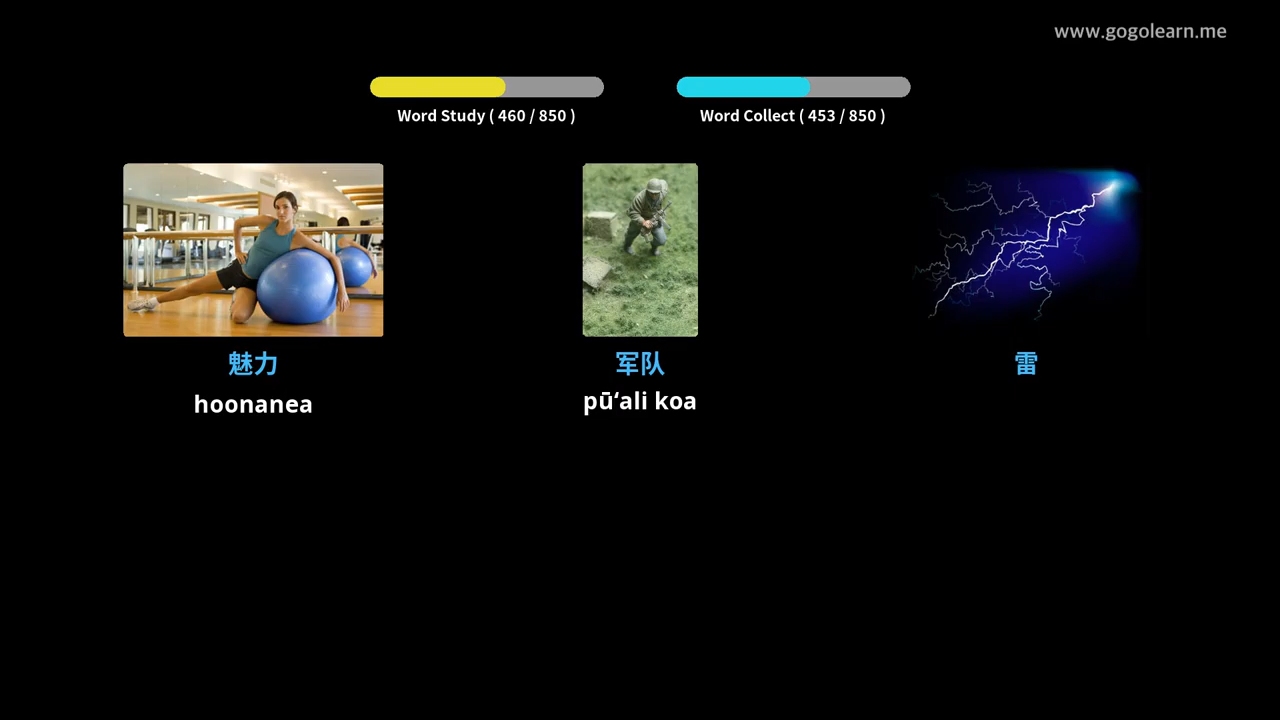 www.gogolearn.me
Word Study ( 460 / 850 )
Word Collect ( 453 / 850 )
魅力
军队
雷
hoonanea
pūʻali koa